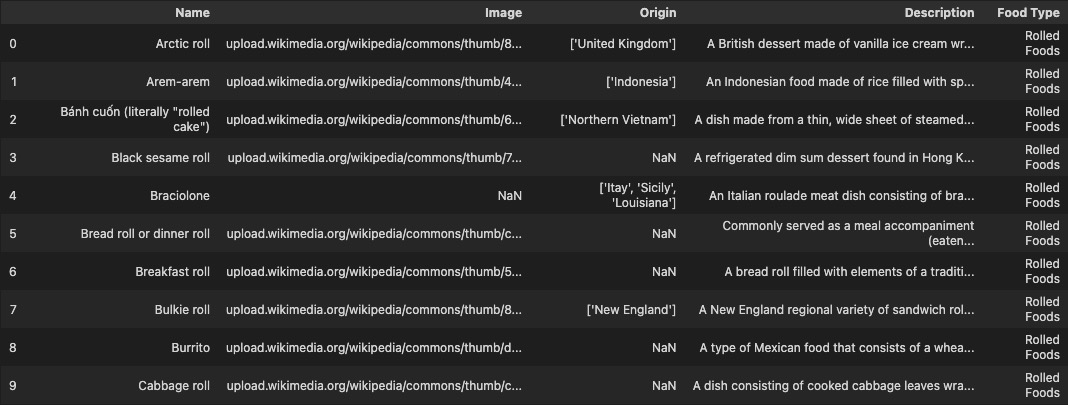 Name Image Origin Description Food Type
0 Arctic roll upload.wikimedia.org/wikipedia/commons/thumb/8... ['United Kingdom'] A British dessert made of vanilla ice cream wr... Rolled Foods
1 Arem-arem upload.wikimedia.org/wikipedia/commons/thumb/4... ['Indonesia'] An Indonesian food made of rice filled with sp... Rolled Foods
2 Bánh cuốn (literally "rolled cake") upload.wikimedia.org/wikipedia/commons/thumb/6... ['Northern Vietnam'] A dish made from a thin, wide sheet of steamed... Rolled Foods
3 Black sesame roll upload.wikimedia.org/wikipedia/commons/thumb/7... NaN A refrigerated dim sum dessert found in Hong K... Rolled Foods
4 Braciolone NaN ['Itay', 'Sicily', 'Louisiana'] An Italian roulade meat dish consisting of bra... Rolled Foods
5 Bread roll or dinner roll upload.wikimedia.org/wikipedia/commons/thumb/c... NaN Commonly served as a meal accompaniment (eaten... Rolled Foods
6 Breakfast roll upload.wikimedia.org/wikipedia/commons/thumb/5... NaN A bread roll filled with elements of a traditi... Rolled Foods
7 Bulkie roll upload.wikimedia.org/wikipedia/commons/thumb/8... ['New England'] A New England regional variety of sandwich rol... Rolled Foods
8 Burrito upload.wikimedia.org/wikipedia/commons/thumb/d... NaN A type of Mexican food that consists of a whea... Rolled Foods
9 Cabbage roll upload.wikimedia.org/wikipedia/commons/thumb/c... NaN A dish consisting of cooked cabbage leaves wra... Rolled Foods